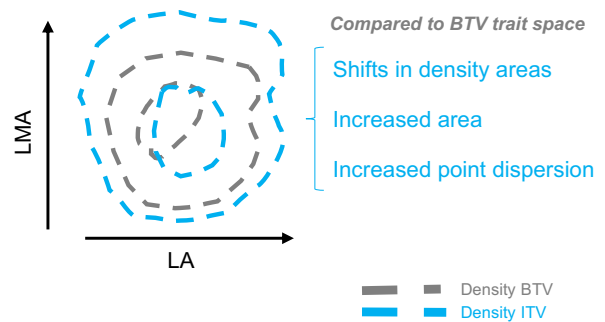 Compared to BTV trait space
Shifts in density areas
Increased area
Increased point dispersion
LMA
LA
Density BTV
Density ITV